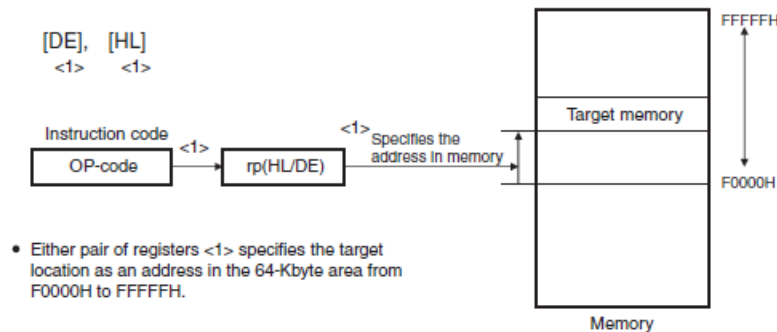 [DE], [HL]
<1> <1>
Instruction code
OP-code
<1>
rp(HL/DE)
<1>
Specifies the
address in memory
FFFFFH
Target memory
F0000H
Memory
• Either pair of registers <1> specifies the target
location as an address in the 64-Kbyte area from
F0000H to FFFFFH.